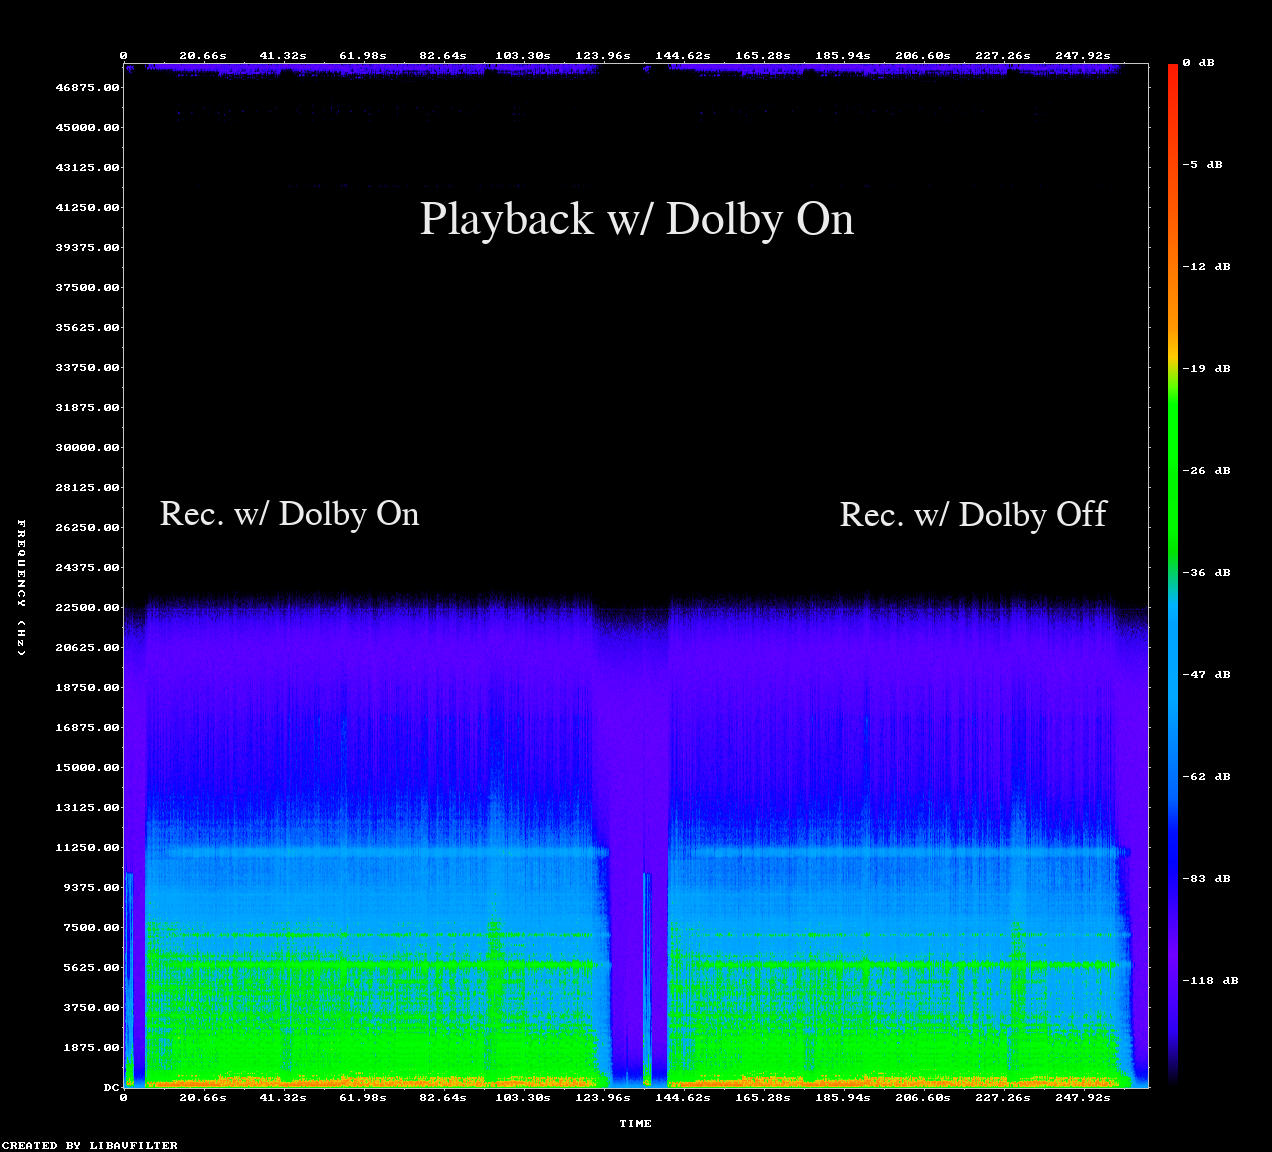 0 20.66s 41.32s 61.98s 82.64s 103.30s 123.96s 144.62s 165.28s 185.94s 206.60s 227.26s 247.92s
0 dB
46875.00
45000.00
43125.00
-5 dB
41250.00
Playback w/ Dolby On
39375.00
-12 dB
37500.00
35625.00
33750.00
-19 dB
31875.00
30000.00
-26 dB
28125.00
Rec. w/ Dolby On
Rec. w/ Dolby Off
26250.00
24375.00
-36 dB
FREQUENCY (Hz)
22500.00
20625.00
18750.00
-47 dB
16875.00
15000.00
-62 dB
13125.00
11250.00
9375.00
-83 dB
7500.00
5625.00
-118 dB
3750.00
1875.00
DC
0 20.66s 41.32s 61.98s 82.64s 103.30s 123.96s 144.62s 165.28s 185.94s 206.60s 227.26s 247.92s
TIME
CREATED BY LIBAVFILTER